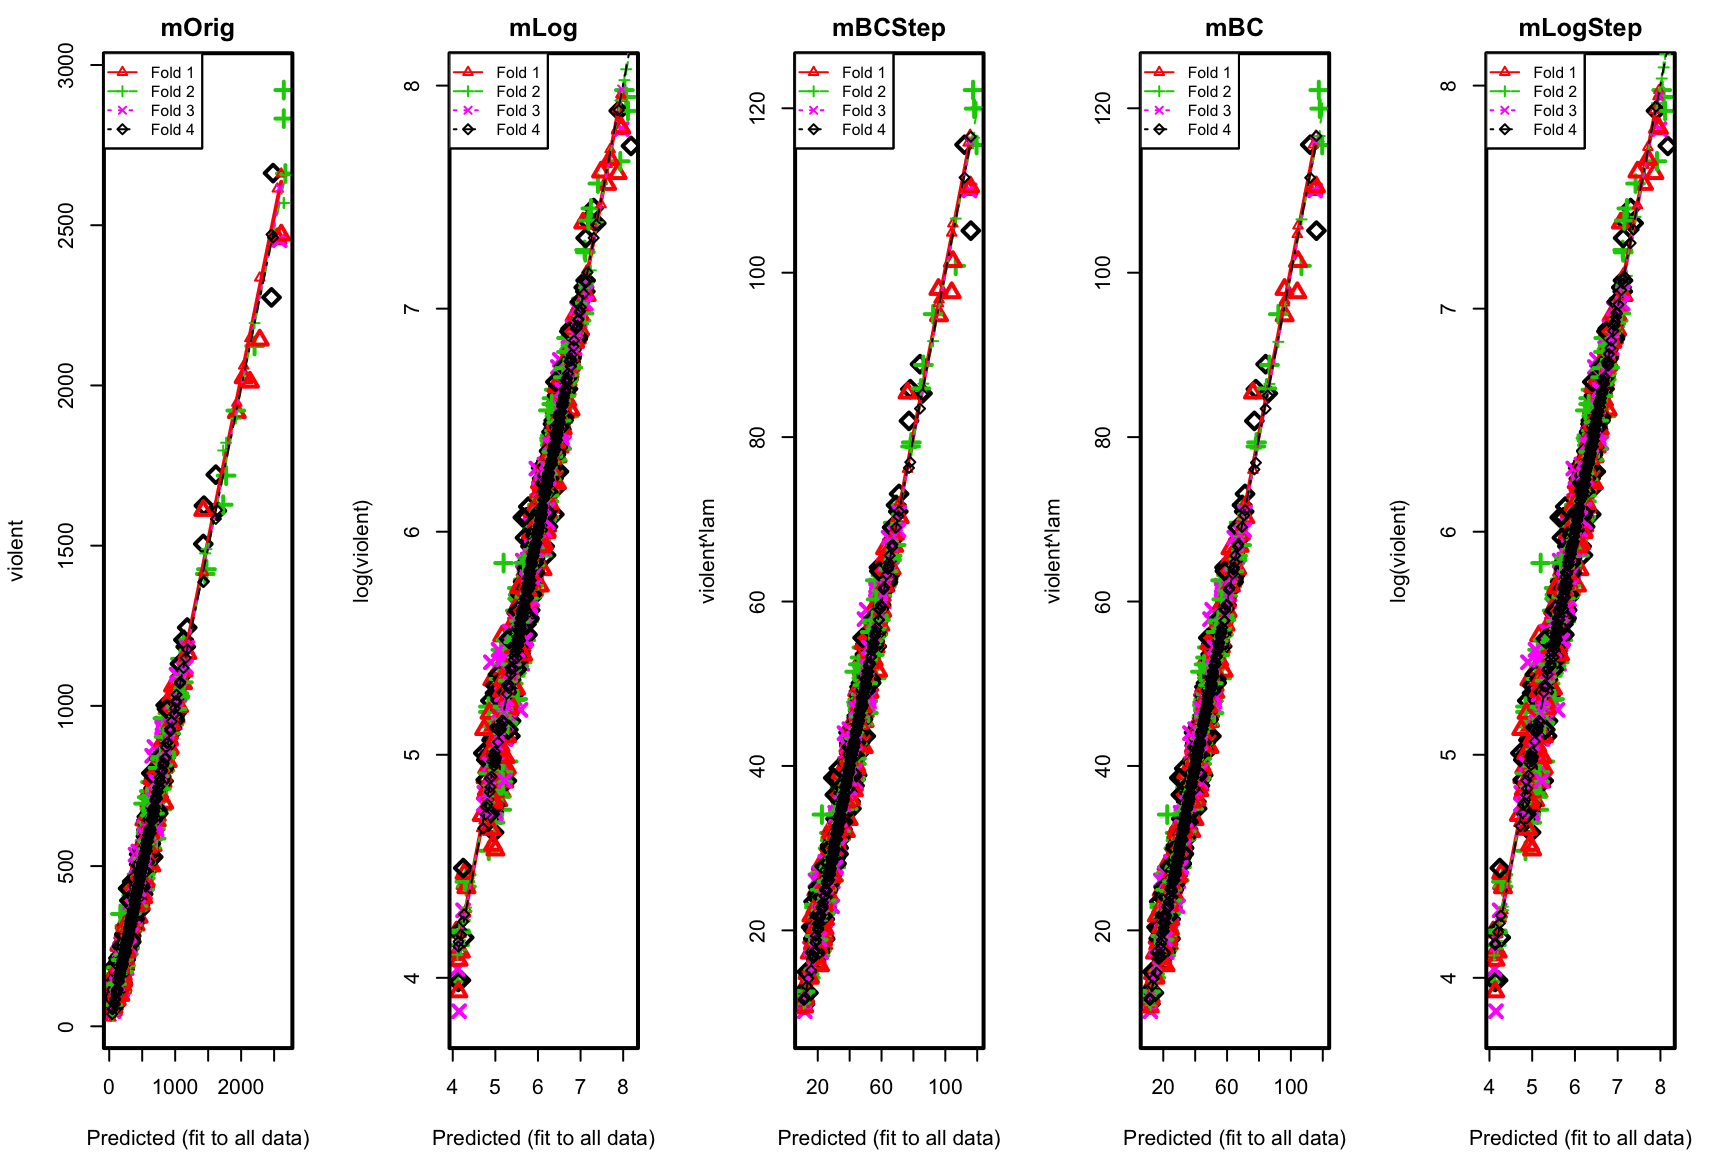 mOrig
violent
3000
2500
2000
1500
1000
500
0
Fold 1
Fold 2
Fold 3
Fold 4
0 1000 2000
Predicted (fit to all data)
mLog
log(violent)
8
7
6
5
4
Fold 1
Fold 2
Fold 3
Fold 4
4 5 6 7 8
Predicted (fit to all data)
mBCStep
violent^lam
120
100
80
60
40
20
Fold 1
Fold 2
Fold 3
Fold 4
20 60 100
Predicted (fit to all data)
mBC
violent^lam
120
100
80
60
40
20
Fold 1
Fold 2
Fold 3
Fold 4
20 60 100
Predicted (fit to all data)
mLogStep
log(violent)
8
7
6
5
4
Fold 1
Fold 2
Fold 3
Fold 4
4 5 6 7 8
Predicted (fit to all data)